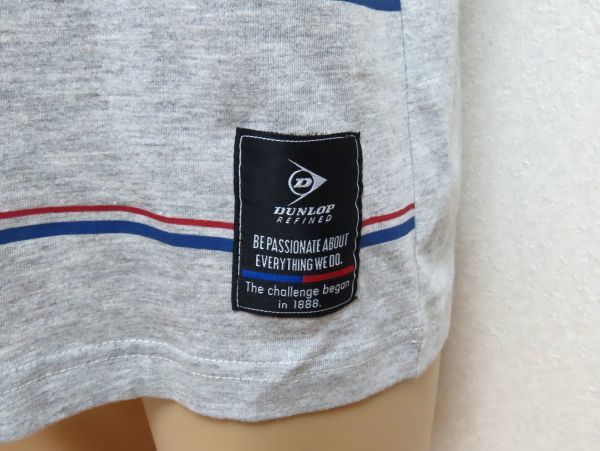 D
DUNLOP
REFINED
BE PASSIONATE ABOUT
EVERYTHING WE DO.
The challenge began
in 1888.